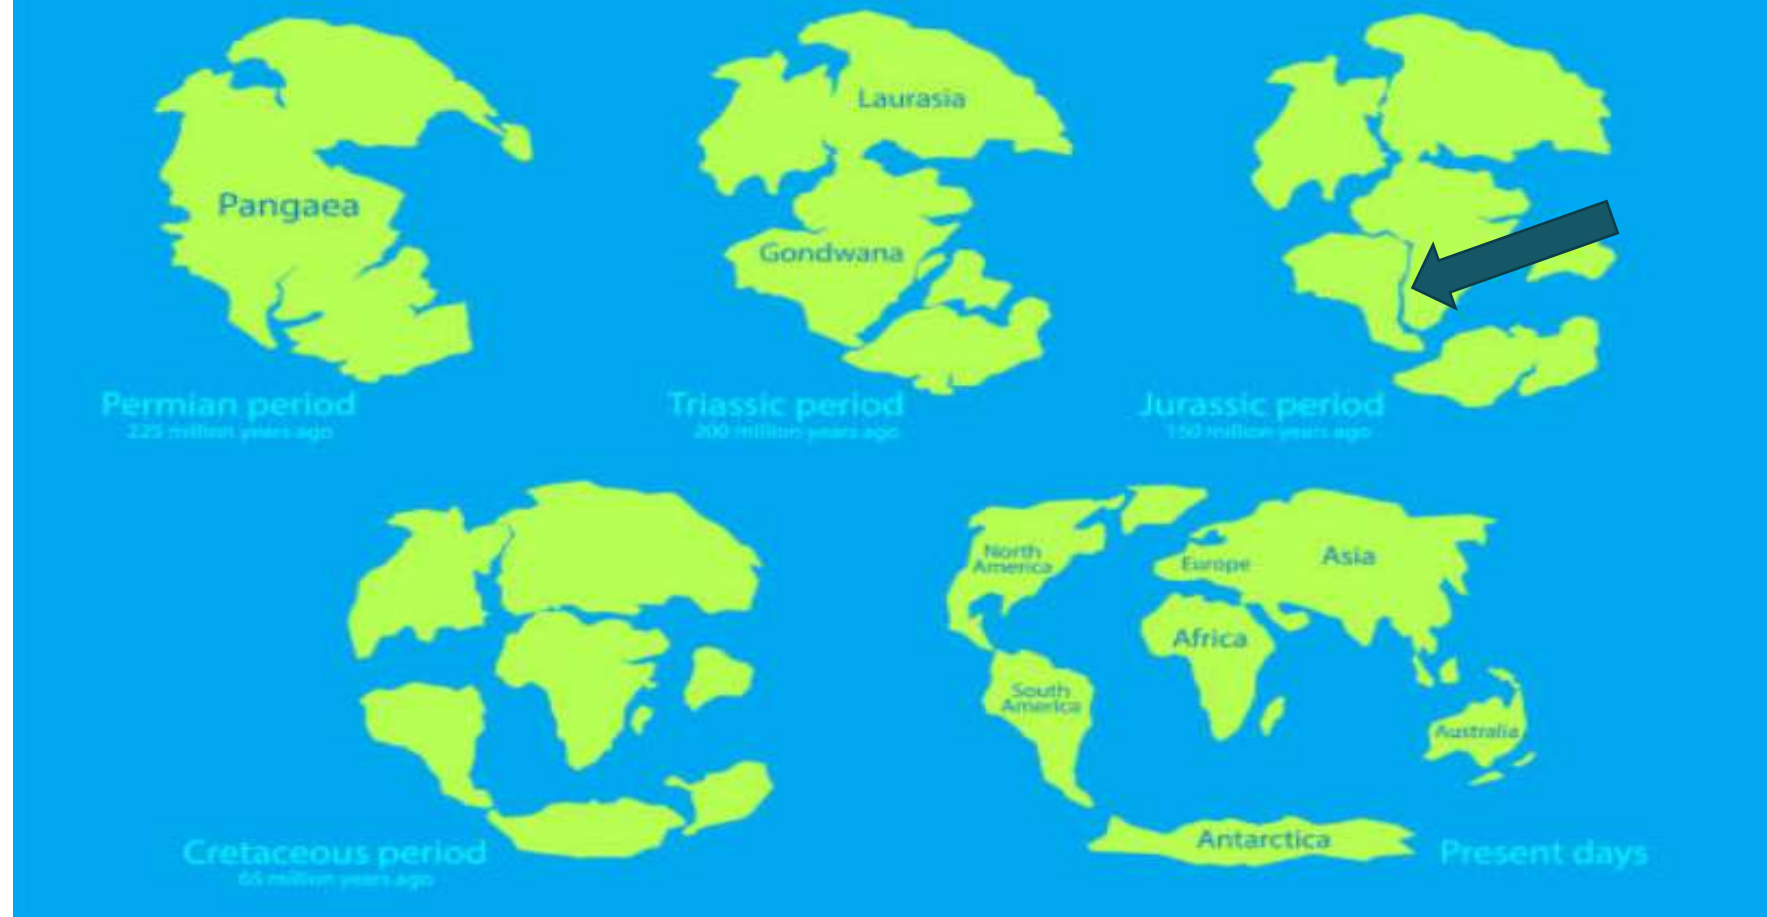 Laurasia
Pangaea
Gondwana
Permian period
225 million years ago
Triassic period
200 million years ago
Jurassic period
150 million years ago
North
America
Europe
Asia
Africa
South
America
Australia
Antarctica
Cretaceous period
65 million years ago
Present days